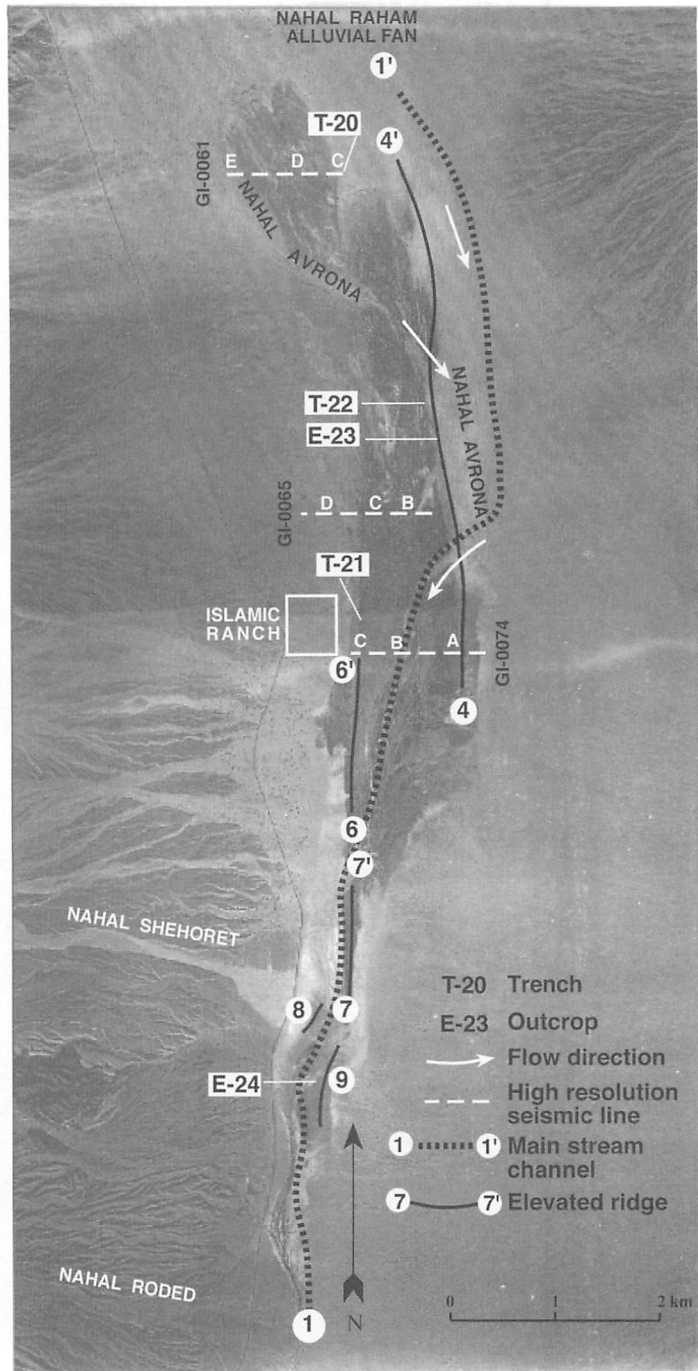 NAHAL RAHAM
ALLUVIAL FAN
1'
T-20
4'
E D C
GI-0061
NAHAL AVRONA
T-22
E-23
NAHAL AVRONA
D C B
GI-0065
T-21
ISLAMIC
RANCH
C B A
GI-0074
6'
4
6
7'
NAHAL SHEHORET
8
7
E-24
9
NAHAL RODED
1
N
T-20 Trench
E-23 Outcrop
Flow direction
High resolution
seismic line
1 1' Main stream
channel
7 7' Elevated ridge
0 1 2 km